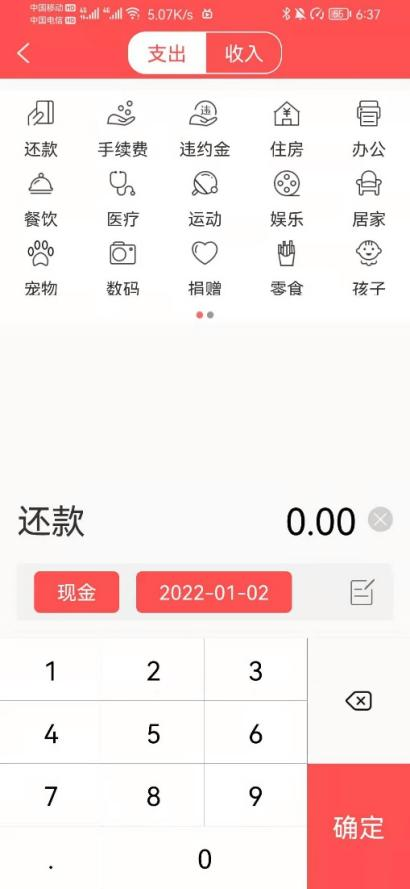 中国移动 HD 4G 4G 5.07K/s 65 6:37
中国电信 HD
支出 收入
还款 手续费 违约金 住房 办公
餐饮 医疗 运动 娱乐 居家
宠物 数码 捐赠 零食 孩子
还款 0.00
现金 2022-01-02
1 2 3
4 5 6
7 8 9
确定
. 0